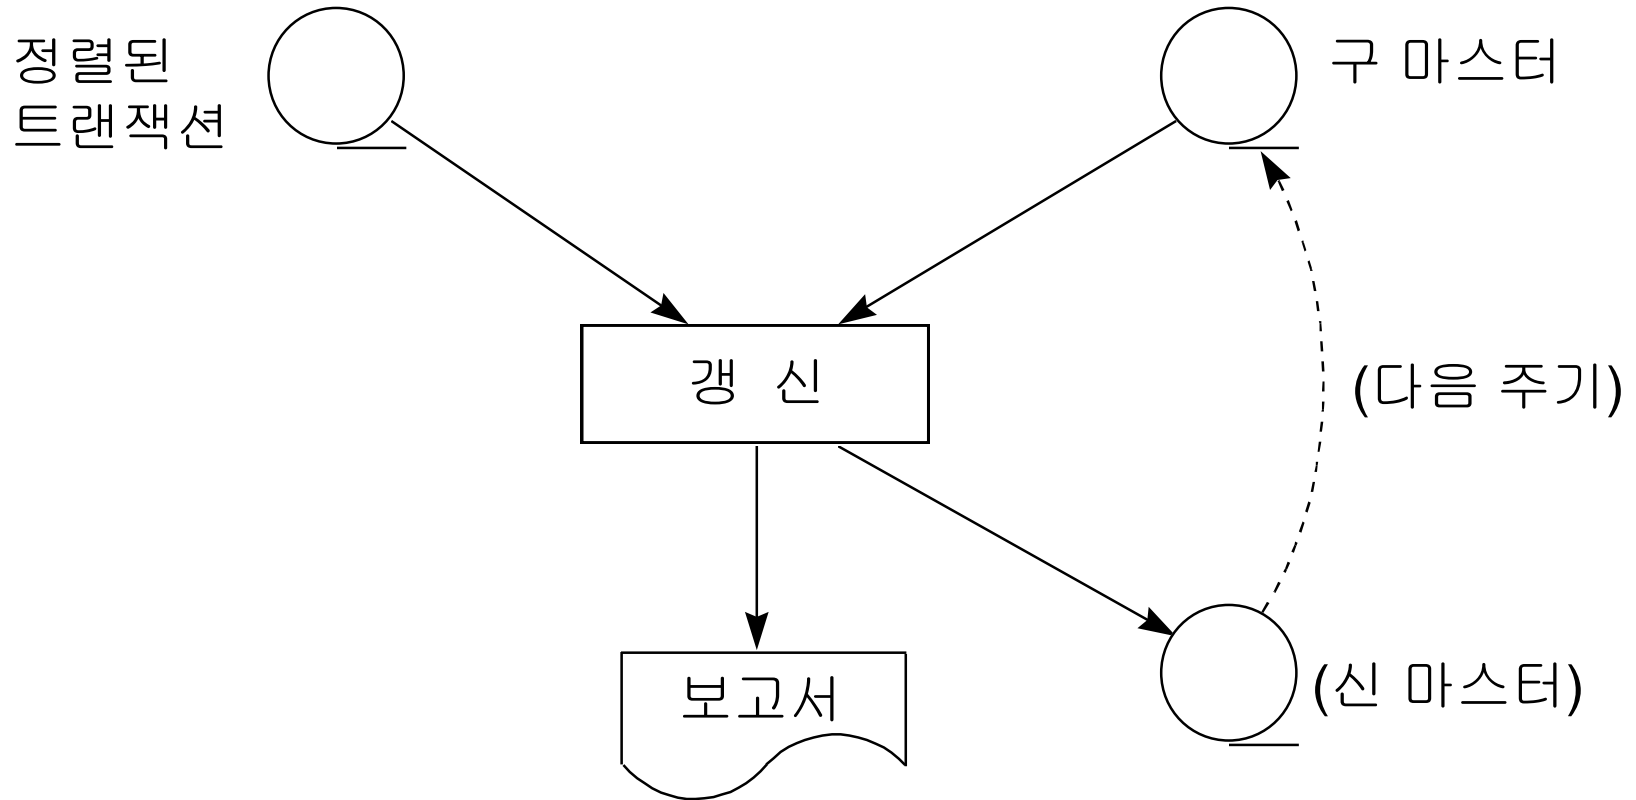 정렬된
트랜잭션
구 마스터
갱 신
(다음 주기)
보고서
(신 마스터)